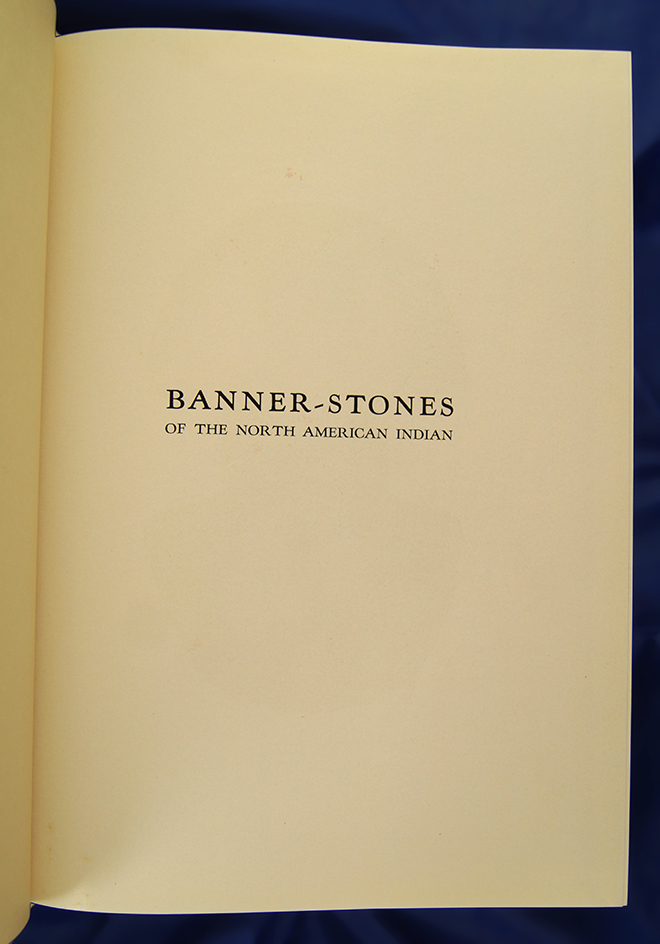 BANNER-STONES
OF THE NORTH AMERICAN INDIAN